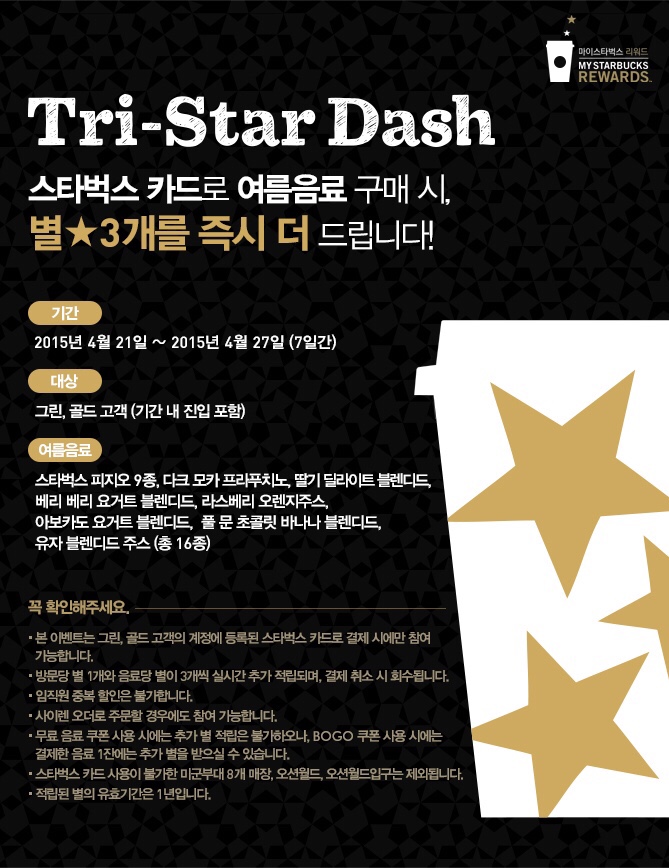 마이스타벅스 리워드
MY STARBUCKS
REWARDS™
Tri-Star Dash
스타벅스 카드로 여름음료 구매 시,
별★3개를 즉시 더 드립니다!
기간
2015년 4월 21일 ~ 2015년 4월 27일 (7일간)
대상
그린, 골드 고객 (기간 내 진입 포함)
여름음료
스타벅스 피지오 9종, 다크 모카 프라푸치노, 딸기 딜라이트 블렌디드,
베리 베리 요거트 블렌디드, 라스베리 오렌지주스,
아보카도 요거트 블렌디드, 풀 문 초콜릿 바나나 블렌디드,
유자 블렌디드 주스 (총 16종)
꼭 확인해주세요.
• 본 이벤트는 그린, 골드 고객의 계정에 등록된 스타벅스 카드로 결제 시에만 참여
가능합니다.
• 방문당 별 1개와 음료당 별이 3개씩 실시간 추가 적립되며, 결제 취소 시 회수됩니다.
• 임직원 중복 할인은 불가합니다.
• 사이렌 오더로 주문할 경우에도 참여 가능합니다.
• 무료 음료 쿠폰 사용 시에는 추가 별 적립은 불가하오나, BOGO 쿠폰 사용 시에는
결제한 음료 1잔에는 추가 별을 받으실 수 있습니다.
• 스타벅스 카드 사용이 불가한 미군부대 8개 매장, 오션월드, 오션월드입구는 제외됩니다.
• 적립된 별의 유효기간은 1년입니다.